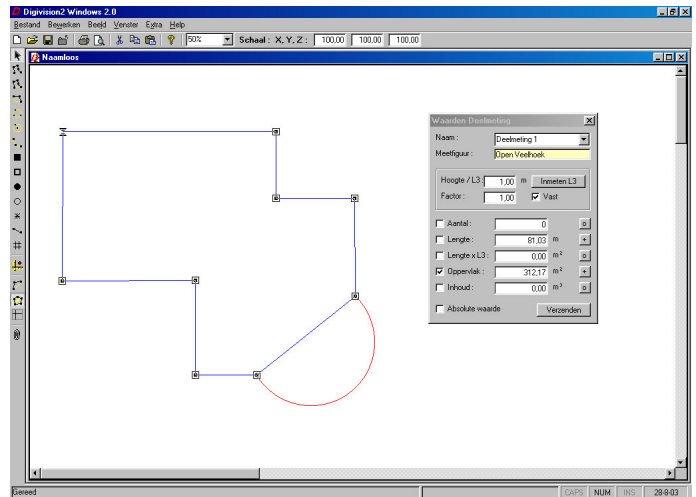 Digivision2 Windows 2.0
Bestand Bewerken Beeld Venster Extra Help
50% Schaal : X, Y, Z : 100,00 100,00 100,00
Naamloos
Waarden Deelmeting
Naam : Deelmeting 1
Meetfiguur : Open Veelhoek
Hoogte / L3 : 1,00 m Inmeten L3
Factor : 1,00 Vast
Aantal : 0 0
Lengte : 81,03 m +
Lengte x L3 : 0,00 m² 0
Oppervlak : 312,17 m² +
Inhoud : 0,00 m³ 0
Absolute waarde Verzenden
Gereed CAPS NUM INS 28-8-03